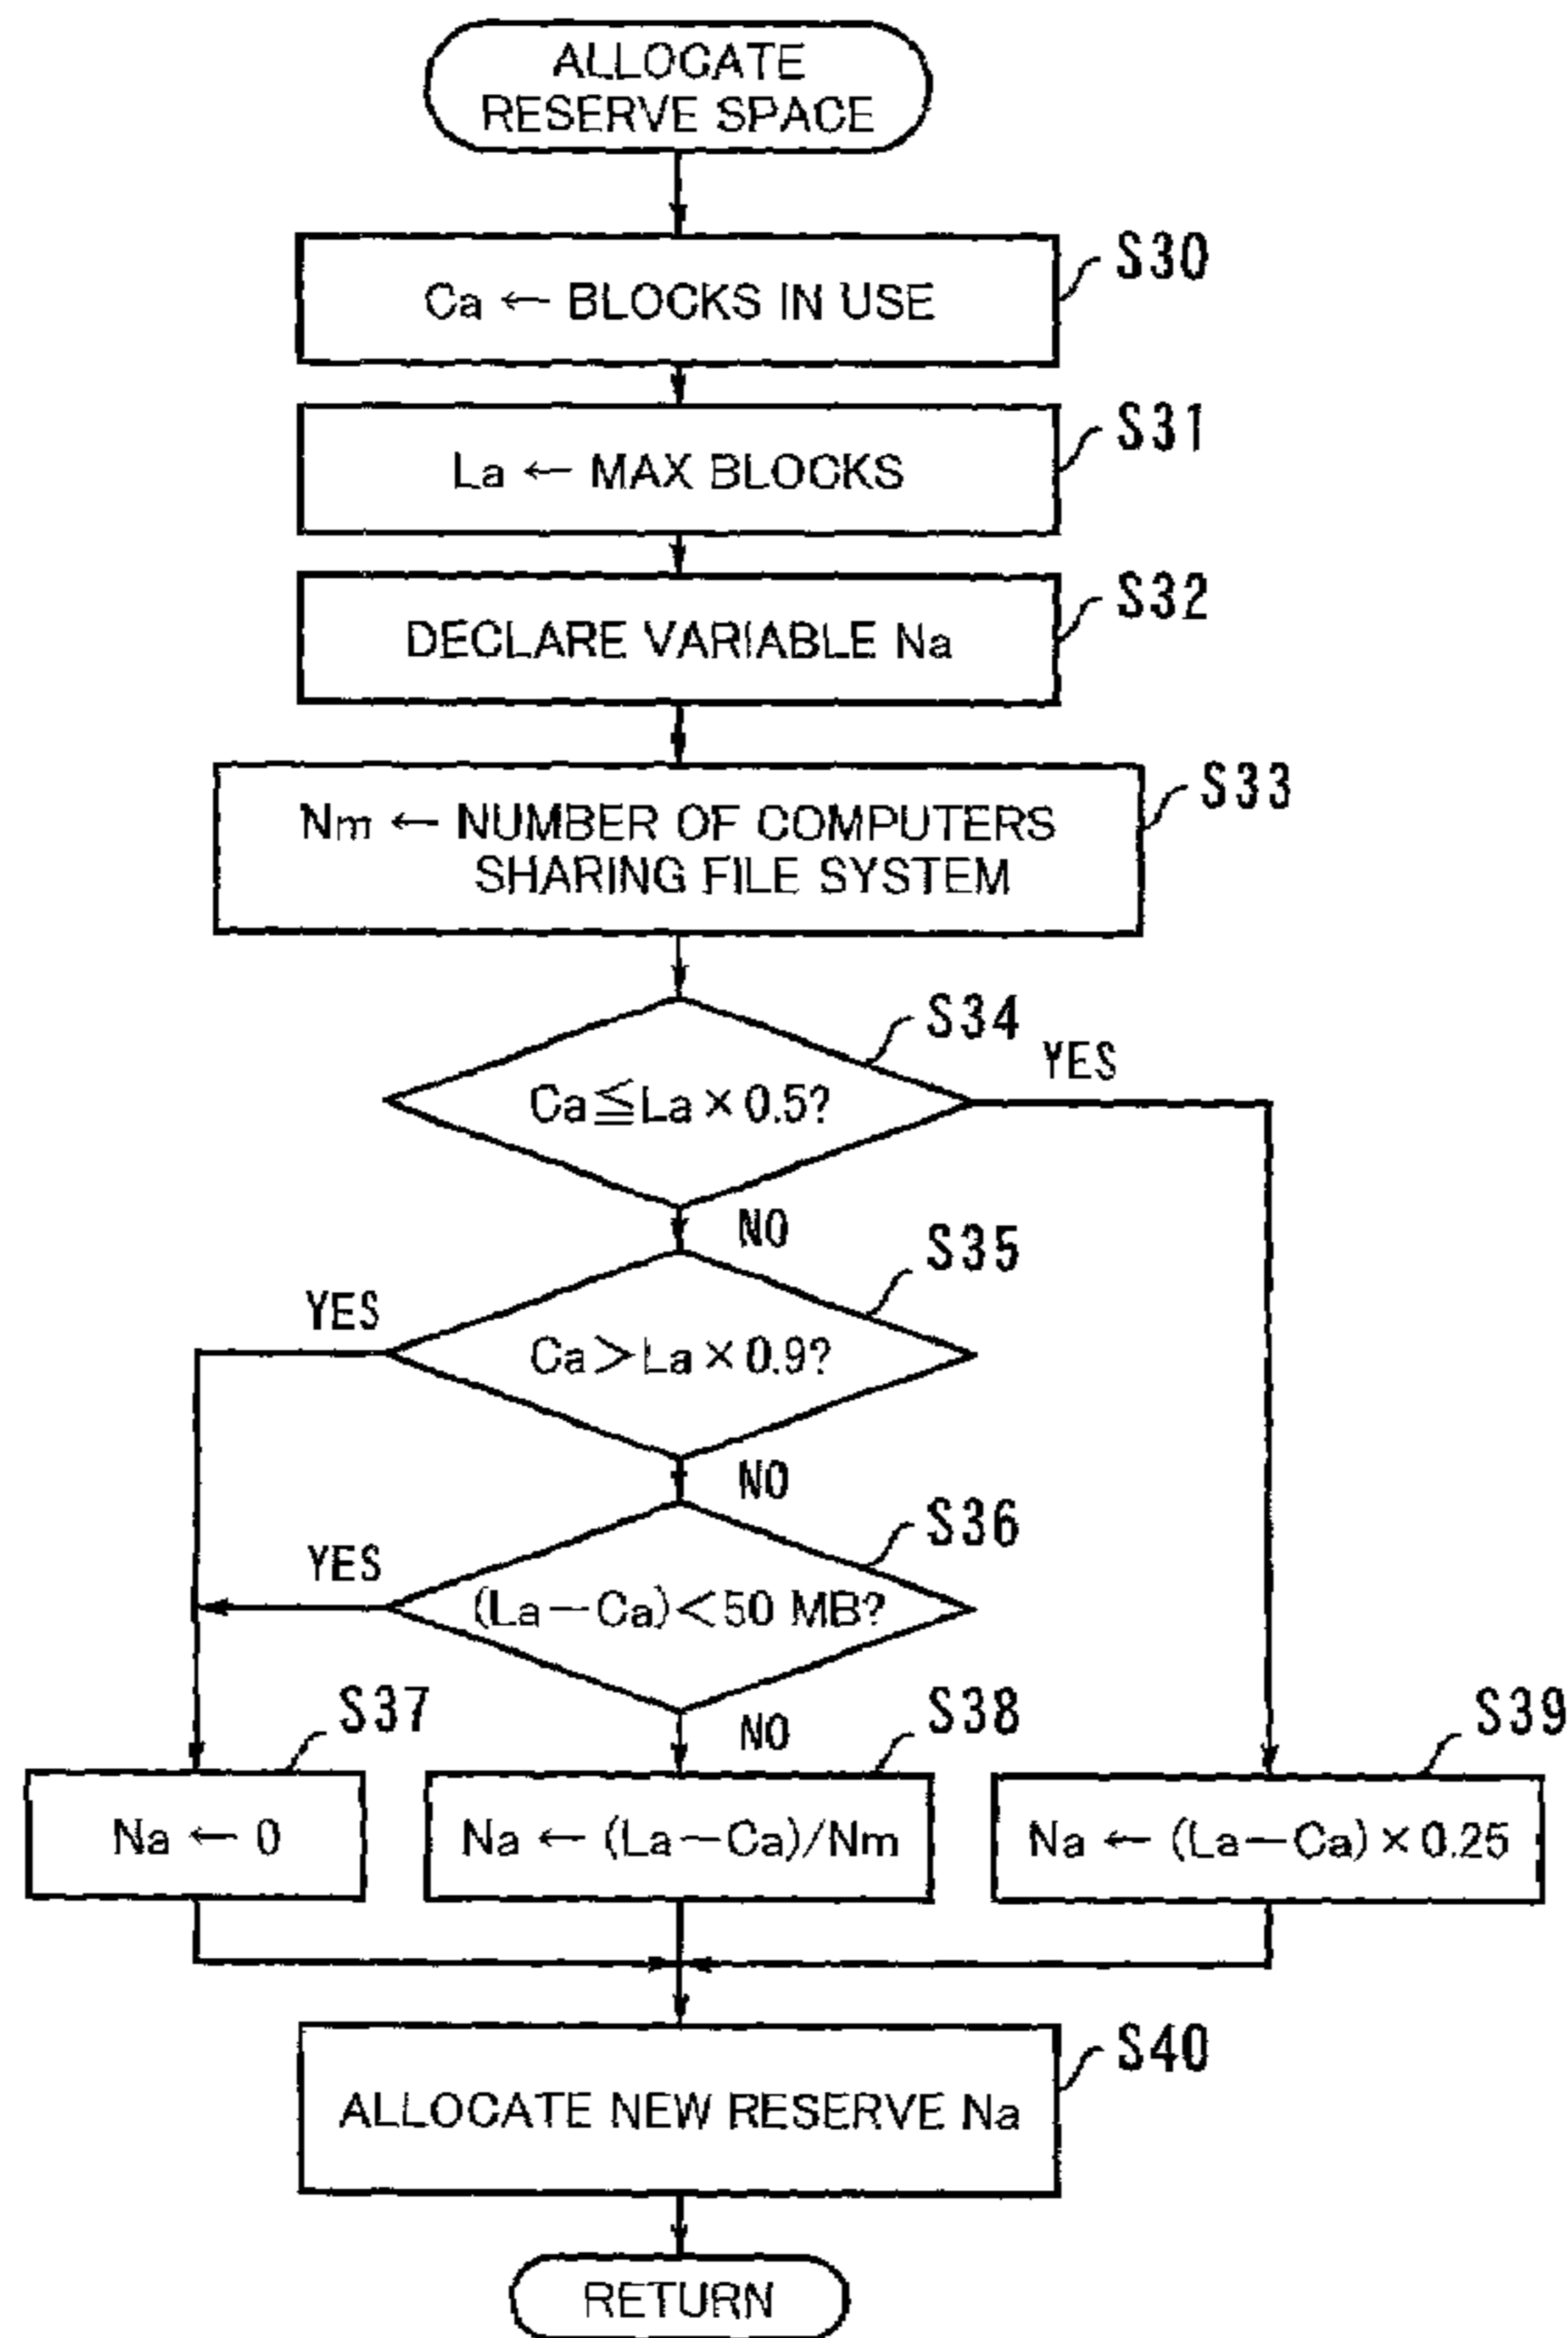 ALLOCATE
RESERVE SPACE
S30
Ca ← BLOCKS IN USE
S31
La ← MAX BLOCKS
S32
DECLARE VARIABLE Na
S33
Nm ← NUMBER OF COMPUTERS
SHARING FILE SYSTEM
S34
YES
Ca≦La×0.5?
NO
S35
YES
Ca>La×0.9?
NO
S36
YES
(La−Ca)<50 MB?
NO
S37
S38
S39
Na ← 0
Na ← (La−Ca)/Nm
Na ← (La−Ca)×0.25
S40
ALLOCATE NEW RESERVE Na
RETURN